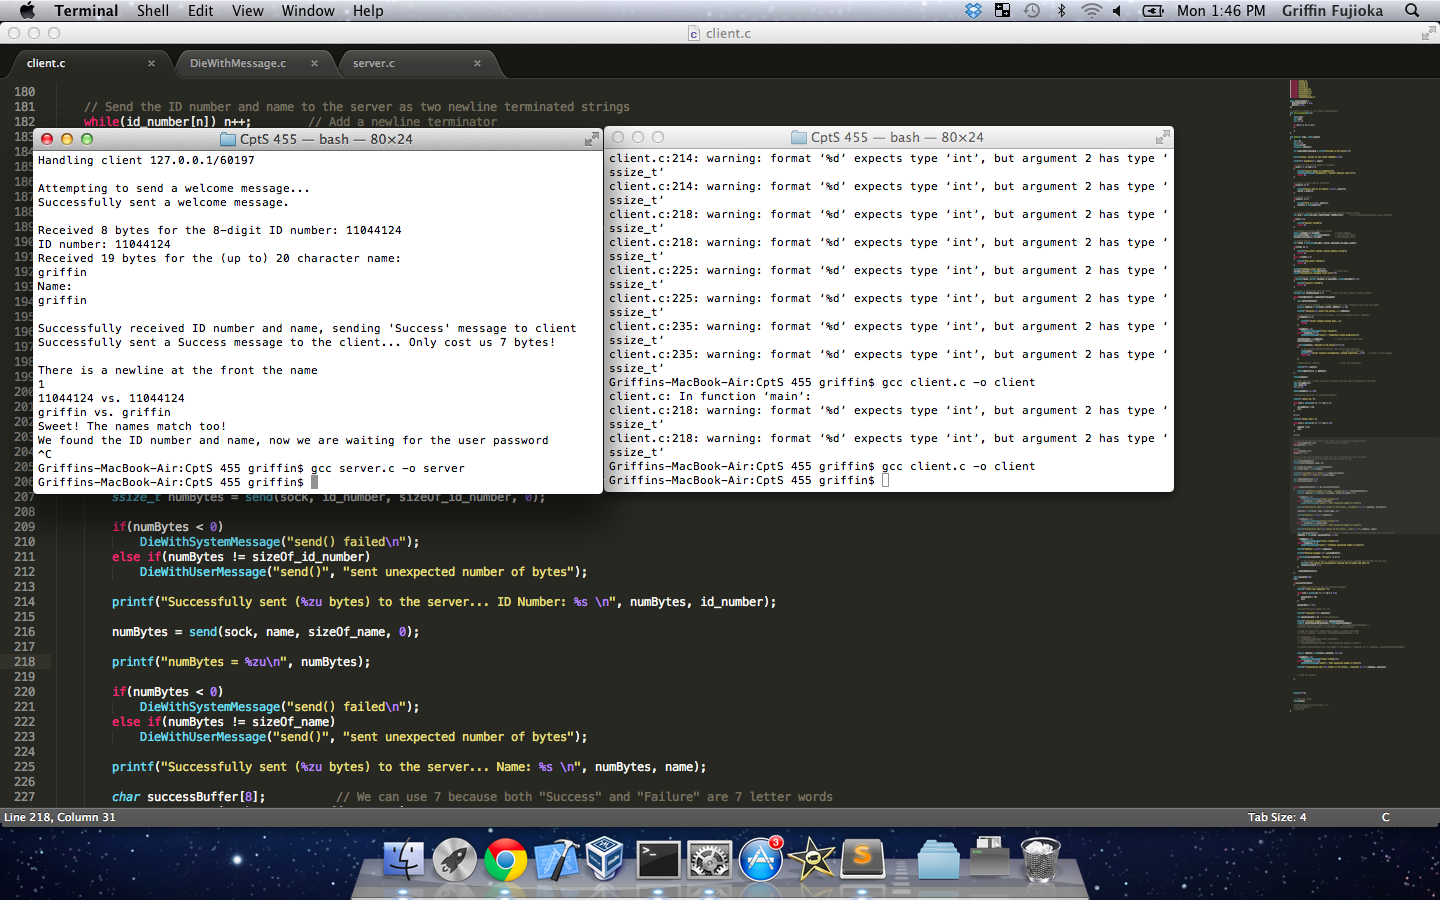 Terminal Shell Edit View Window Help Mon 1:46 PM Griffin Fujioka
client.c
client.c DieWithMessage.c server.c
180
181 // Send the ID number and name to the server as two newline terminated strings
182 while(id_number[n]) n++; // Add a newline terminator
CptS 455 — bash — 80×24
Handling client 127.0.0.1/60197
Attempting to send a welcome message...
Successfully sent a welcome message.
Received 8 bytes for the 8-digit ID number: 11044124
ID number: 11044124
Received 19 bytes for the (up to) 20 character name:
griffin
Name:
griffin
Successfully received ID number and name, sending 'Success' message to client
Successfully sent a Success message to the client... Only cost us 7 bytes!
There is a newline at the front the name
1
11044124 vs. 11044124
griffin vs. griffin
Sweet! The names match too!
We found the ID number and name, now we are waiting for the user password
^C
Griffins-MacBook-Air:CptS 455 griffin$ gcc server.c -o server
Griffins-MacBook-Air:CptS 455 griffin$
CptS 455 — bash — 80×24
client.c:214: warning: format ‘%d’ expects type ‘int’, but argument 2 has type ‘
ssize_t’
client.c:214: warning: format ‘%d’ expects type ‘int’, but argument 2 has type ‘
ssize_t’
client.c:218: warning: format ‘%d’ expects type ‘int’, but argument 2 has type ‘
ssize_t’
client.c:218: warning: format ‘%d’ expects type ‘int’, but argument 2 has type ‘
ssize_t’
client.c:225: warning: format ‘%d’ expects type ‘int’, but argument 2 has type ‘
ssize_t’
client.c:225: warning: format ‘%d’ expects type ‘int’, but argument 2 has type ‘
ssize_t’
client.c:235: warning: format ‘%d’ expects type ‘int’, but argument 2 has type ‘
ssize_t’
client.c:235: warning: format ‘%d’ expects type ‘int’, but argument 2 has type ‘
ssize_t’
Griffins-MacBook-Air:CptS 455 griffin$ gcc client.c -o client
client.c: In function ‘main’:
client.c:218: warning: format ‘%d’ expects type ‘int’, but argument 2 has type ‘
ssize_t’
client.c:218: warning: format ‘%d’ expects type ‘int’, but argument 2 has type ‘
ssize_t’
Griffins-MacBook-Air:CptS 455 griffin$ gcc client.c -o client
Griffins-MacBook-Air:CptS 455 griffin$
207 ssize_t numBytes = send(sock, id_number, sizeOf_id_number, 0);
208
209 if(numBytes < 0)
210 DieWithSystemMessage("send() failed\n");
211 else if(numBytes != sizeOf_id_number)
212 DieWithUserMessage("send()", "sent unexpected number of bytes");
213
214 printf("Successfully sent (%zu bytes) to the server... ID Number: %s \n", numBytes, id_number);
215
216 numBytes = send(sock, name, sizeOf_name, 0);
217
218 printf("numBytes = %zu\n", numBytes);
219
220 if(numBytes < 0)
221 DieWithSystemMessage("send() failed\n");
222 else if(numBytes != sizeOf_name)
223 DieWithUserMessage("send()", "sent unexpected number of bytes");
224
225 printf("Successfully sent (%zu bytes) to the server... Name: %s \n", numBytes, name);
226
227 char successBuffer[8]; // We can use 7 because both "Success" and "Failure" are 7 letter words
Line 218, Column 31 Tab Size: 4 C
3